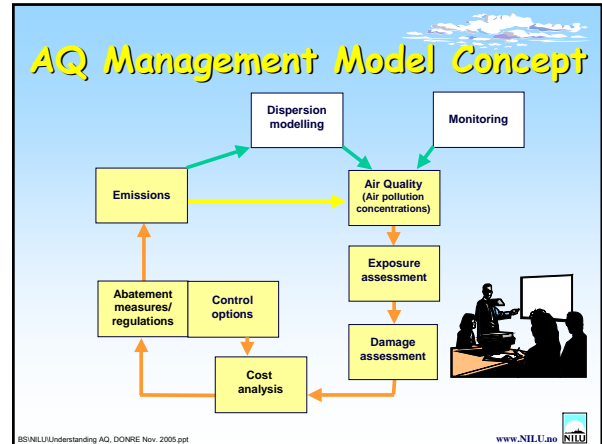 AQ Management Model Concept
Dispersion
modelling
Monitoring
Emissions
Air Quality
(Air pollution
concentrations)
Exposure
assessment
Abatement
measures/
regulations
Control
options
Damage
assessment
Cost
analysis
BS\NILU\Understanding AQ, DONRE Nov. 2005.ppt
www.NILU.no
NILU